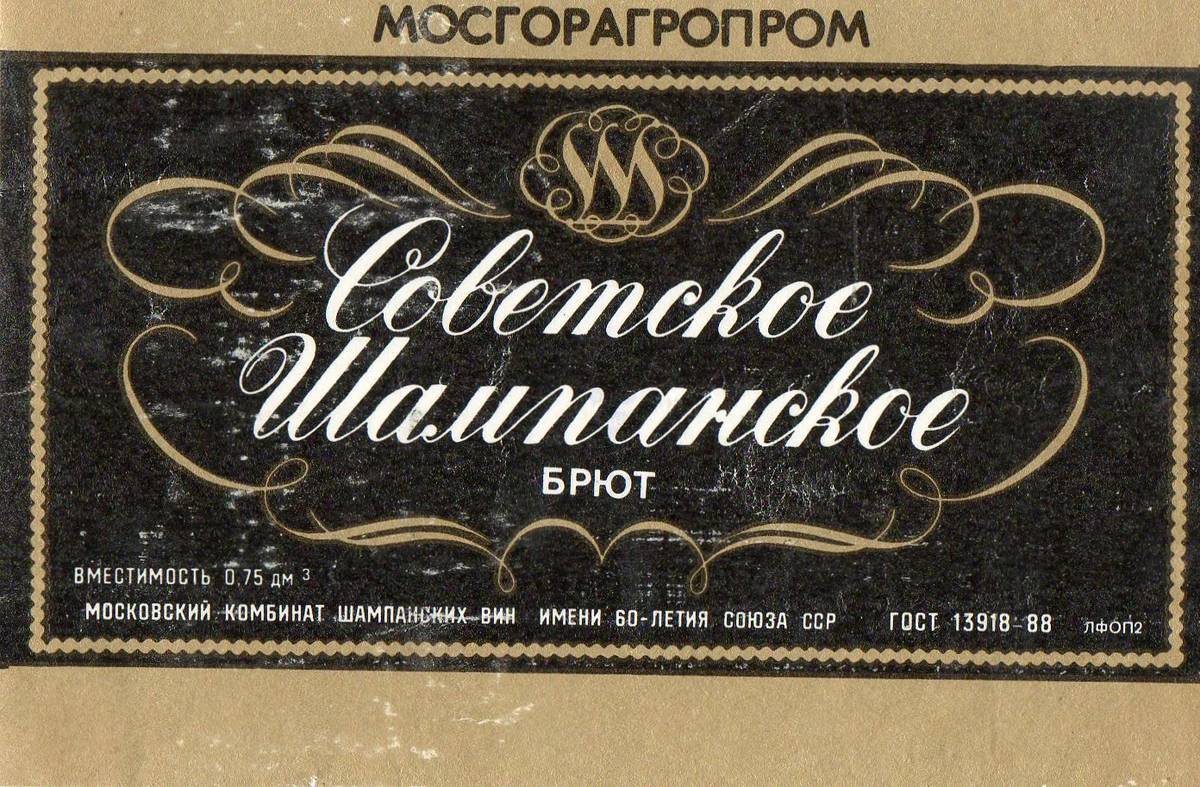 МОСГОРАГРОПРОМ
Советское
Шампанское
БРЮТ
ВМЕСТИМОСТЬ 0,75 дм ³
МОСКОВСКИЙ КОМБИНАТ ШАМПАНСКИХ ВИН ИМЕНИ 60-ЛЕТИЯ СОЮЗА ССР ГОСТ 13918-88 ЛФОП2